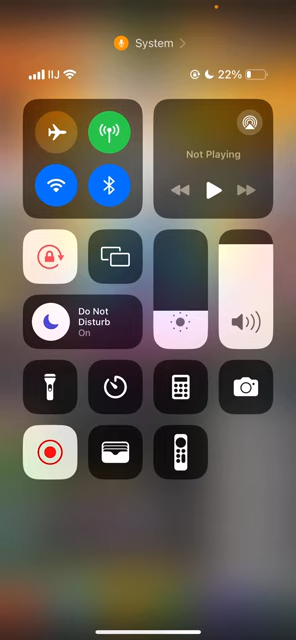 System
IIJ
22%
Not Playing
Do Not
Disturb
On